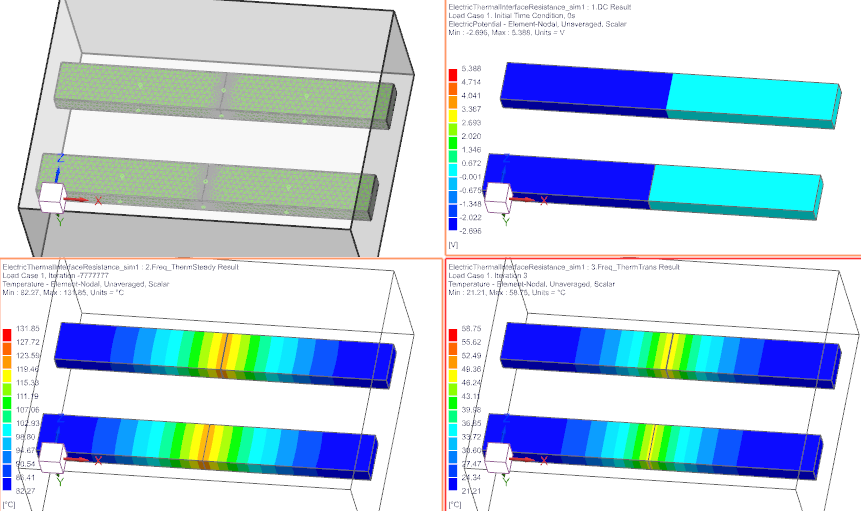 Z
X
Y
ElectricThermalInterfaceResistance_sim1 : 1.DC Result
Load Case 1, Initial Time Condition, 0s
ElectricPotential - Element-Nodal, Unaveraged, Scalar
Min : -2.696, Max : 5.388, Units = V
5.388
4.714
4.041
3.367
2.693
2.020
1.346
0.672
-0.001
-0.675
-1.348
-2.022
-2.696
[V]
Z
X
Y
ElectricThermalInterfaceResistance_sim1 : 2.Freq_ThermSteady Result
Load Case 1, Iteration -7777777
Temperature - Element-Nodal, Unaveraged, Scalar
Min : 82.27, Max : 131.85, Units = °C
131.85
127.72
123.59
119.46
115.33
111.19
107.06
102.93
98.80
94.67
90.54
86.41
82.27
[°C]
Z
X
Y
ElectricThermalInterfaceResistance_sim1 : 3.Freq_ThermTrans Result
Load Case 1, Iteration 3
Temperature - Element-Nodal, Unaveraged, Scalar
Min : 21.21, Max : 58.75, Units = °C
58.75
55.62
52.49
49.36
46.24
43.11
39.98
36.85
33.72
30.60
27.47
24.34
21.21
[°C]
Z
X
Y